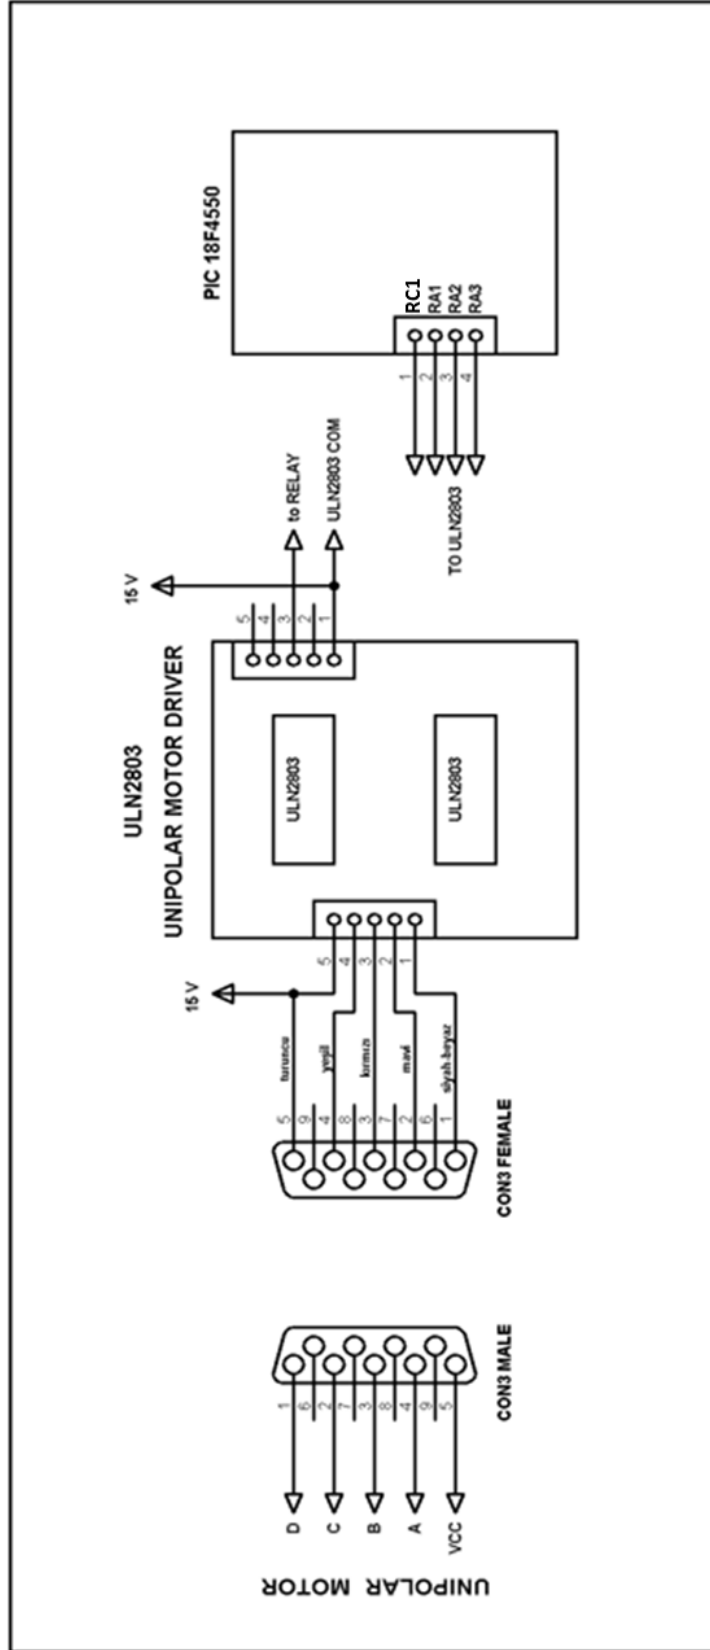 PIC 18F4550
RC1
RA1
RA2
RA3
1
2
3
4
TO ULN2803
to RELAY
ULN2803 COM
15 V
5
4
3
2
1
ULN2803
UNIPOLAR MOTOR DRIVER
ULN2803
ULN2803
5
4
3
2
1
15 V
turuncu
yeşil
kırmızı
mavi
siyah-beyaz
5
9
4
8
3
7
2
6
1
CON3 FEMALE
CON3 MALE
1
6
2
7
3
8
4
9
5
D
C
B
A
VCC
UNIPOLAR MOTOR